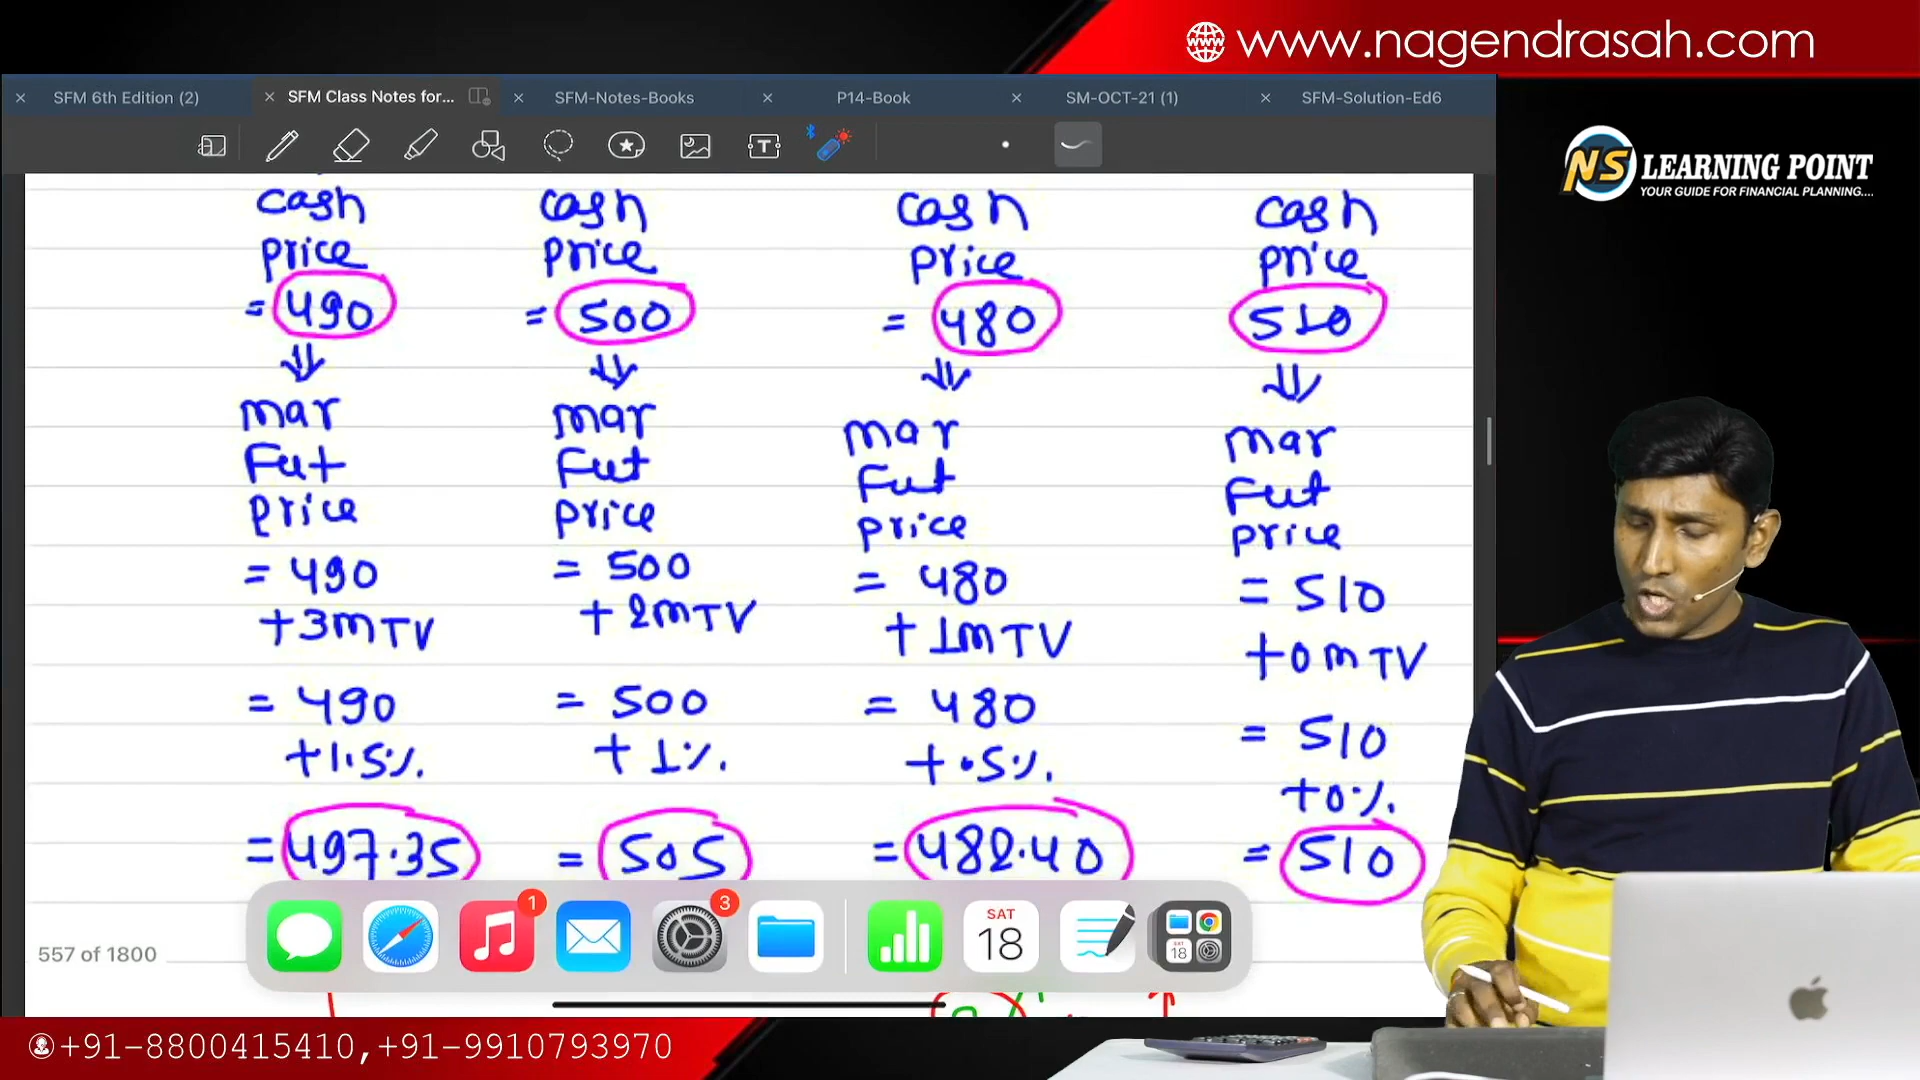 www.nagendrasah.com
SFM 6th Edition (2)
SFM Class Notes for...
SFM-Notes-Books
P14-Book
SM-OCT-21 (1)
SFM-Solution-Ed6
T
NS LEARNING POINT
YOUR GUIDE FOR FINANCIAL PLANNING....
cash
price
= 490
mar
Fut
price
= 490
+3mTV
= 490
+1.5%
= 497.35
cash
price
= 500
mar
Fut
price
= 500
+ 2mTV
= 500
+ 1%
= 505
cash
price
= 480
mar
Fut
price
= 480
+ 1mTV
= 480
+ .5%
= 482.40
cash
price
510
mar
Fut
price
= 510
+0mTV
= 510
+0%
= 510
557 of 1800
1
3
SAT
18
SAT
18
+91-8800415410,+91-9910793970